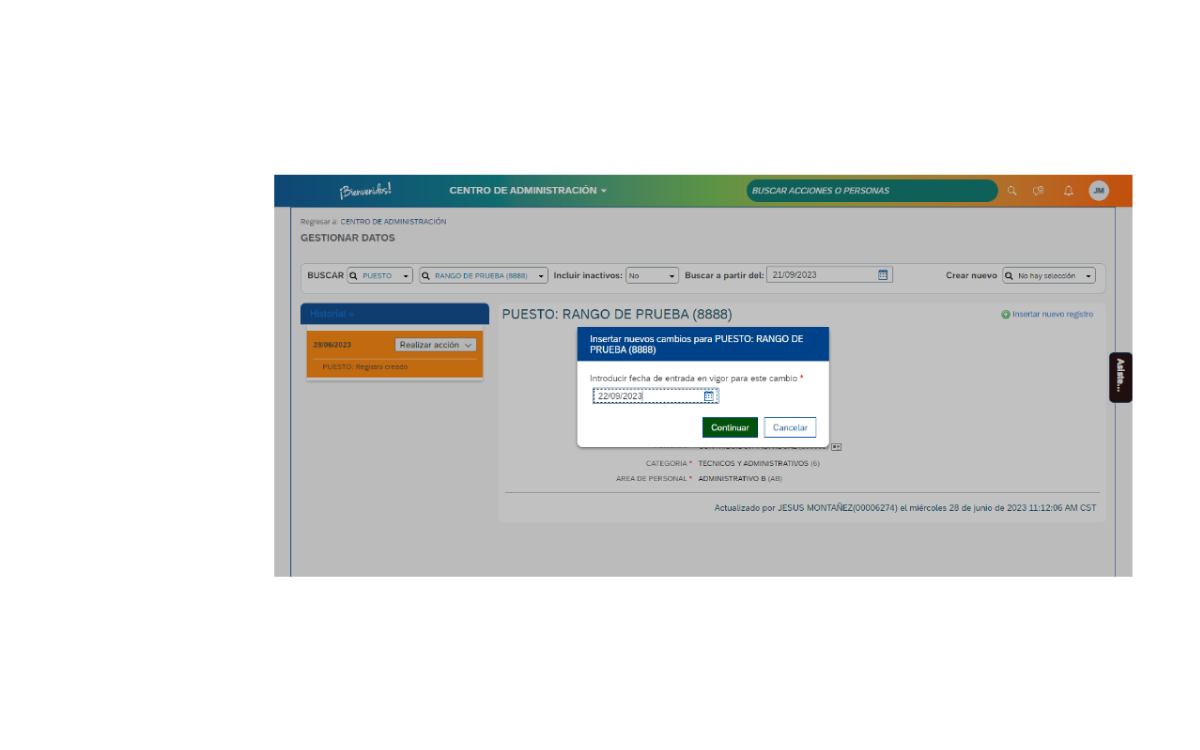 ¡Bienvenidos!
CENTRO DE ADMINISTRACIÓN
BUSCAR ACCIONES O PERSONAS
JM
Regresar a: CENTRO DE ADMINISTRACIÓN
GESTIONAR DATOS
BUSCAR PUESTO RANGO DE PRUEBA (8888) Incluir inactivos: No Buscar a partir del: 21/09/2023 Crear nuevo No hay selección
Historial »
PUESTO: RANGO DE PRUEBA (8888)
Insertar nuevo registro
28/06/2023 Realizar acción
PUESTO: Registro creado
Insertar nuevos cambios para PUESTO: RANGO DE
PRUEBA (8888)
Introducir fecha de entrada en vigor para este cambio *
22/09/2023
Continuar Cancelar
Asiste...
CATEGORIA * TECNICOS Y ADMINISTRATIVOS (6)
AREA DE PERSONAL * ADMINISTRATIVO B (AB)
Actualizado por JESUS MONTAÑEZ(00006274) el miércoles 28 de junio de 2023 11:12:06 AM CST